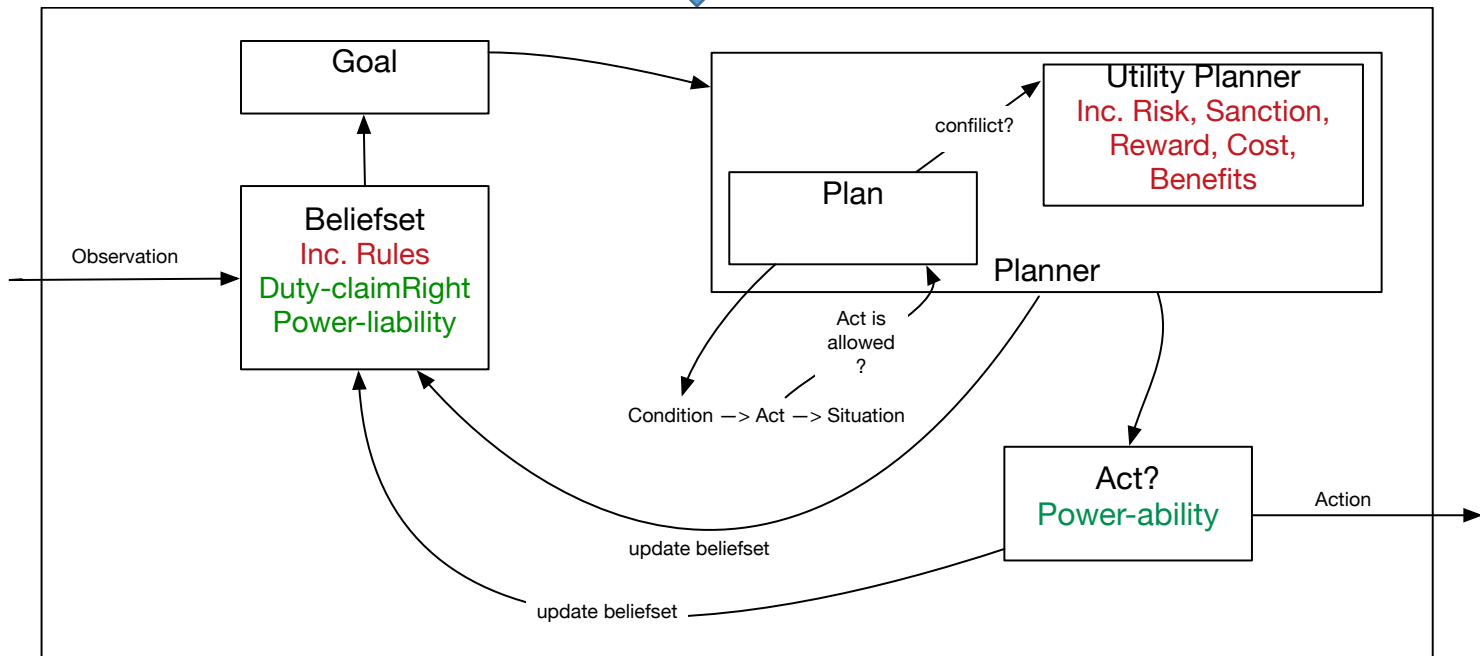 Goal
Utility Planner
Inc. Risk, Sanction,
Reward, Cost,
Benefits
confilict?
Plan
Beliefset
Inc. Rules
Duty-claimRight
Power-liability
Observation
Planner
Act is
allowed
?
Condition —> Act —> Situation
Act?
Power-ability
Action
update beliefset
update beliefset